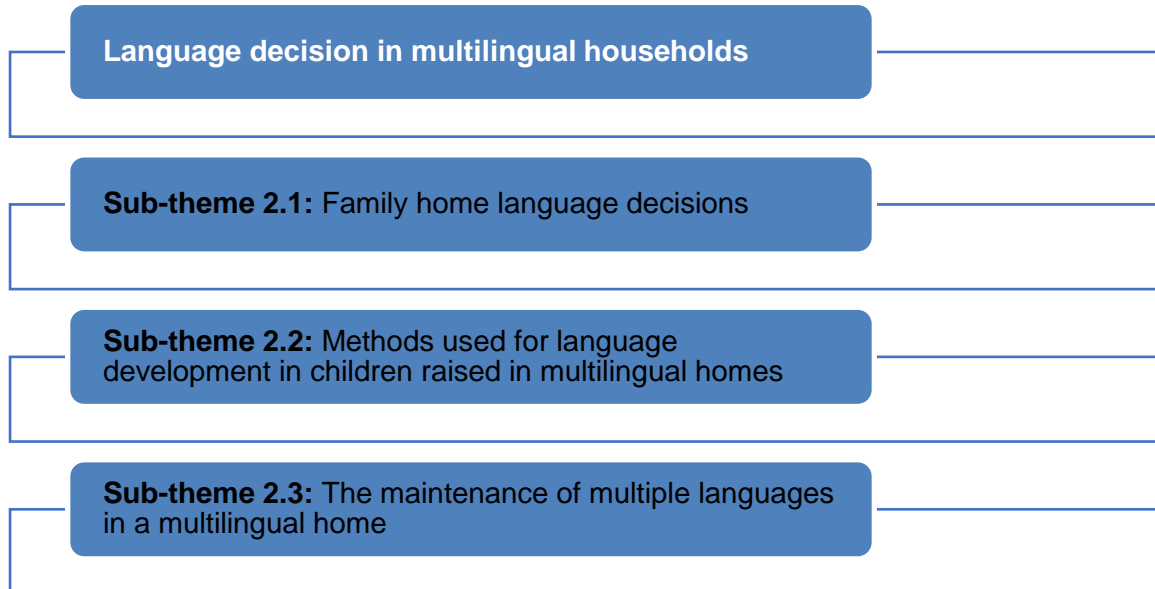 Language decision in multilingual households
Sub-theme 2.1: Family home language decisions
Sub-theme 2.2: Methods used for language
development in children raised in multilingual homes
Sub-theme 2.3: The maintenance of multiple languages
in a multilingual home